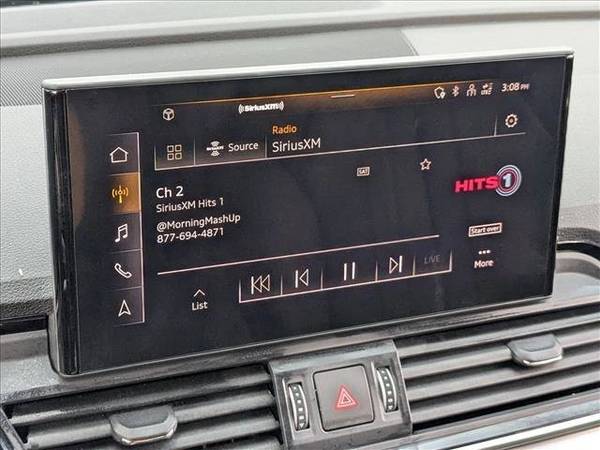 ((SiriusXM))
3:08 PM
Radio
Source
SiriusXM
Ch 2
SAT
SiriusXM Hits 1
HITS 1
@MorningMashUp
877-694-4871
Start over
LIVE
List
More